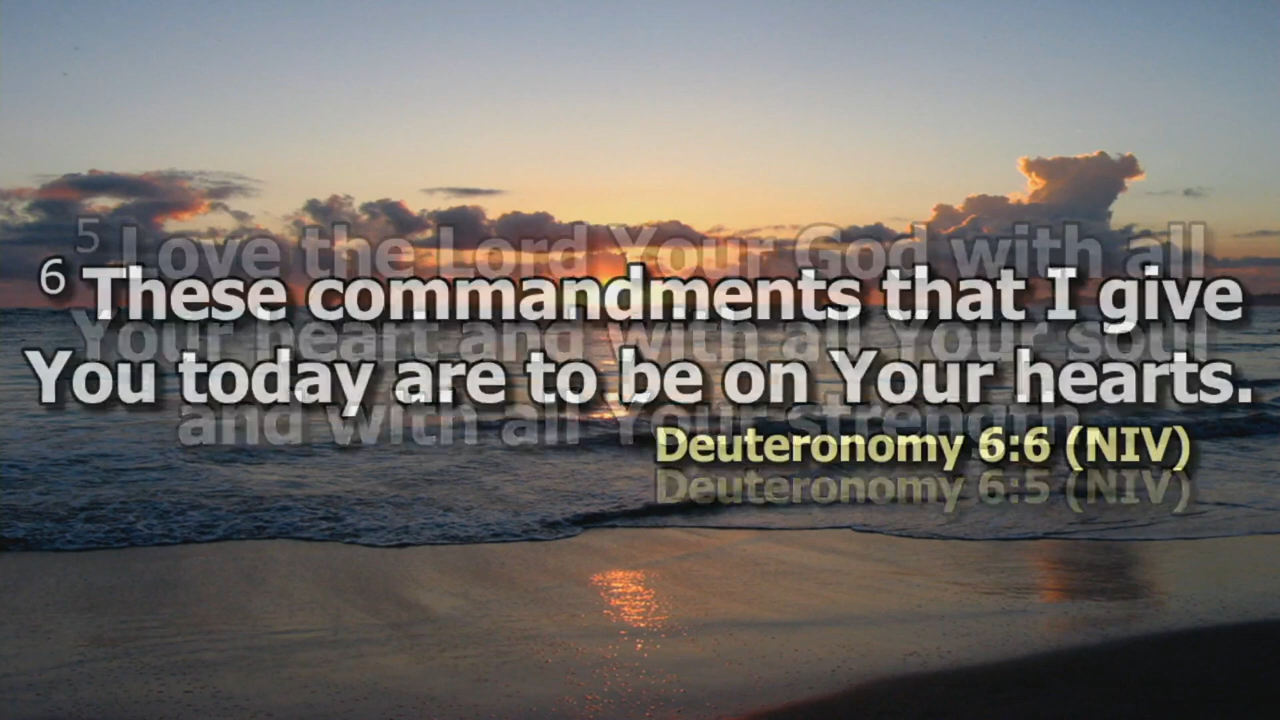 5 Love the Lord Your God with all
6 These commandments that I give
Your heart and with all Your soul
You today are to be on Your hearts.
and with all Your strength
Deuteronomy 6:6 (NIV)
Deuteronomy 6:5 (NIV)